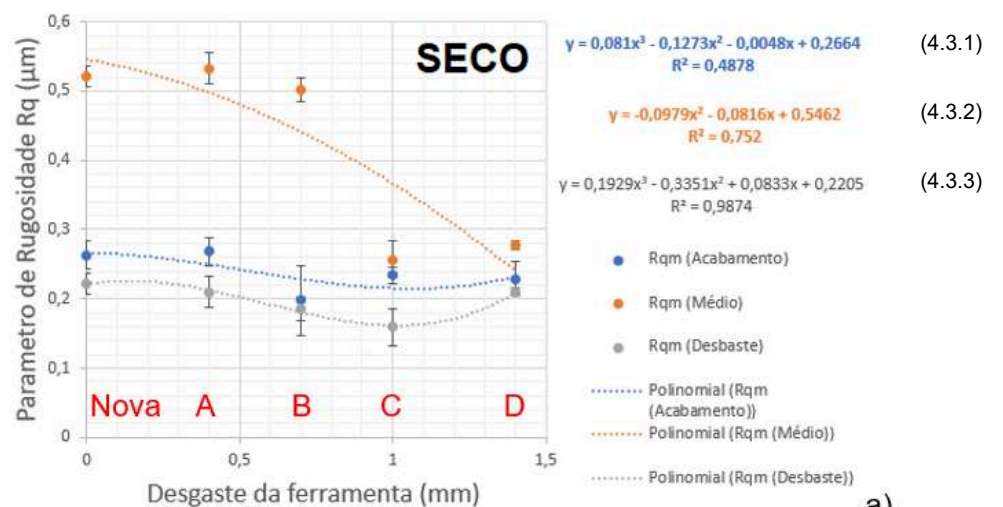 0,6
0,5
0,4
0,3
0,2
0,1
0
Parametro de Rugosidade Rq (µm)
SECO
Nova A B C D
0 0,5 1 1,5
Desgaste da ferramenta (mm)
y = 0,081x³ - 0,1273x² - 0,0048x + 0,2664 (4.3.1)
R² = 0,4878
y = -0,0979x² - 0,0816x + 0,5462 (4.3.2)
R² = 0,752
y = 0,1929x³ - 0,3351x² + 0,0833x + 0,2205 (4.3.3)
R² = 0,9874
Rqm (Acabamento)
Rqm (Médio)
Rqm (Desbaste)
Polinomial (Rqm
(Acabamento))
Polinomial (Rqm (Médio))
Polinomial (Rqm (Desbaste))
a)